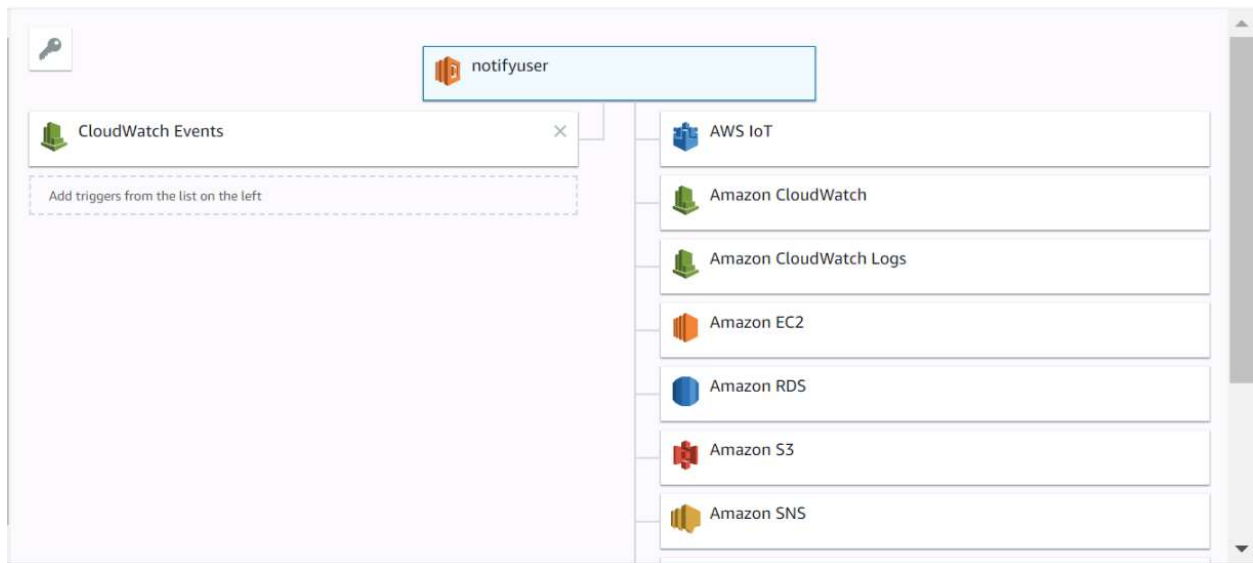 notifyuser
CloudWatch Events
Add triggers from the list on the left
AWS IoT
Amazon CloudWatch
Amazon CloudWatch Logs
Amazon EC2
Amazon RDS
Amazon S3
Amazon SNS